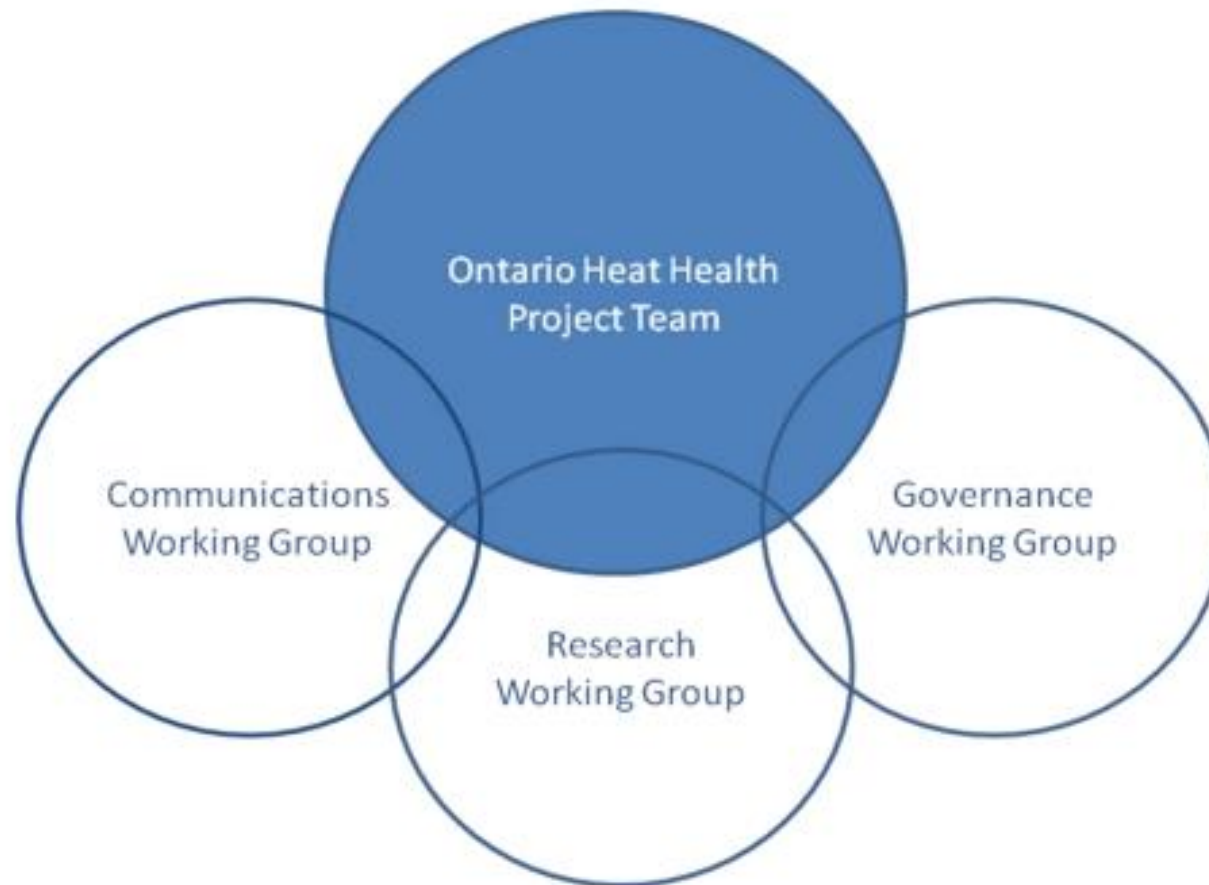 Ontario Heat Health
Project Team
Communications
Working Group
Governance
Working Group
Research
Working Group